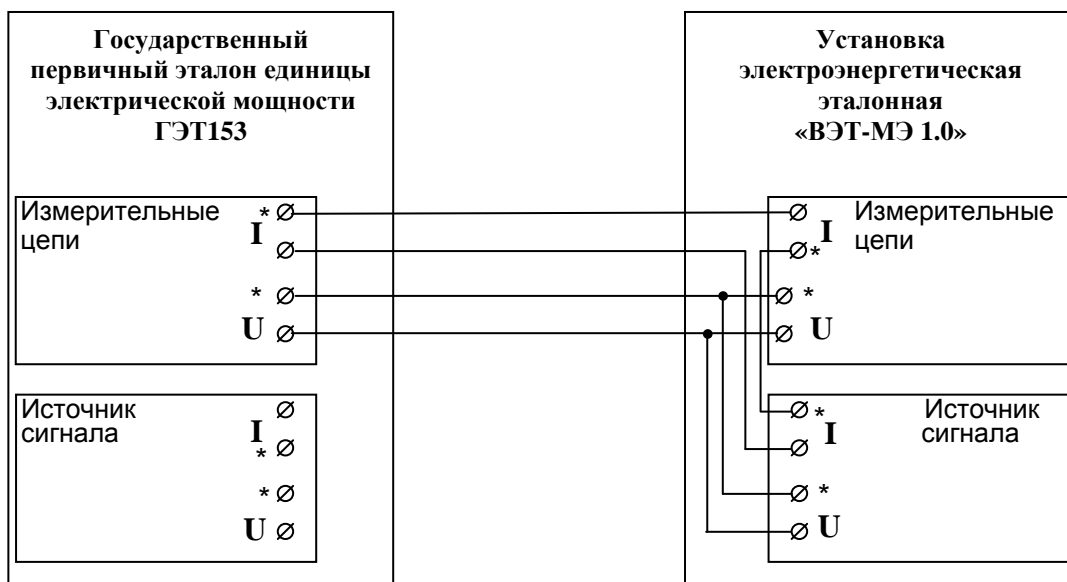 Государственный
первичный эталон единицы
электрической мощности
ГЭТ153
Измерительные
цепи
*
I
*
U
Источник
сигнала
I
*
*
U
Установка
электроэнергетическая
эталонная
«ВЭТ-МЭ 1.0»
Измерительные
цепи
I
*
*
U
Источник
сигнала
*
I
*
U